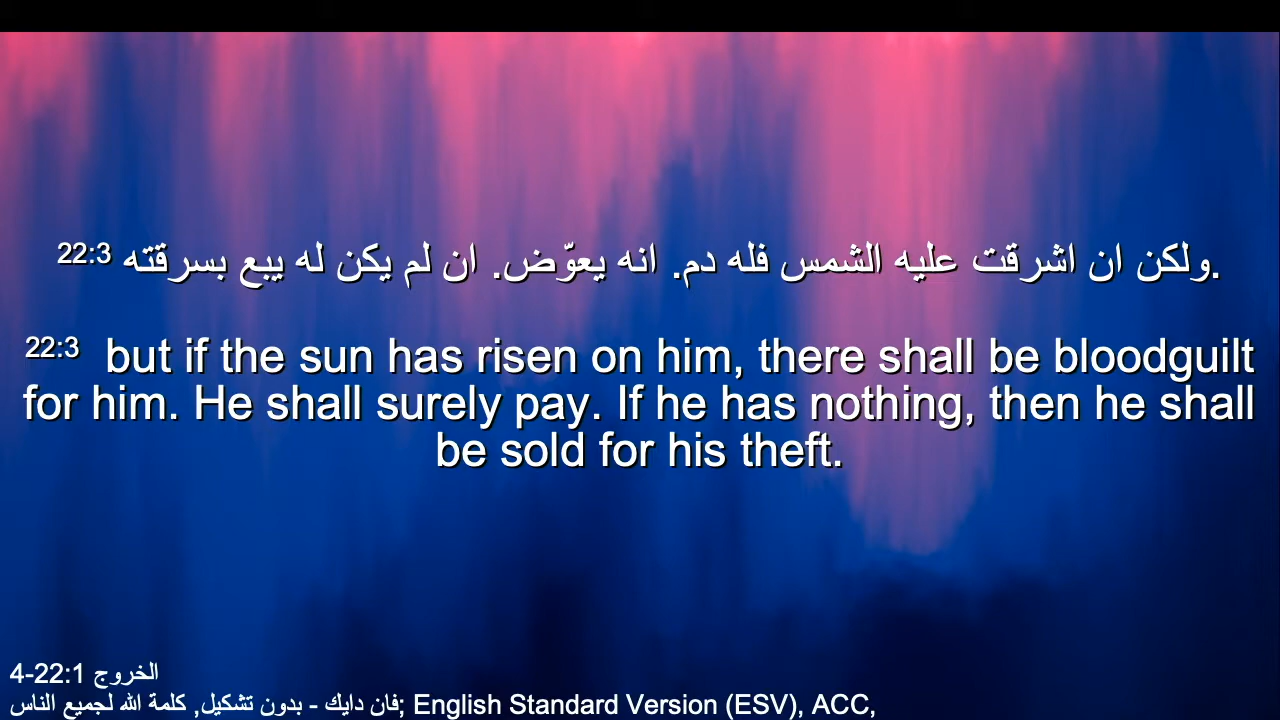 22:3 ولكن ان اشرقت عليه الشمس فله دم. انه يعوّض. ان لم يكن له يبع بسرقته.
22:3 but if the sun has risen on him, there shall be bloodguilt
for him. He shall surely pay. If he has nothing, then he shall
be sold for his theft.
الخروج 22:1-4
فان دايك - بدون تشكيل, كلمة الله لجميع الناس; English Standard Version (ESV), ACC,